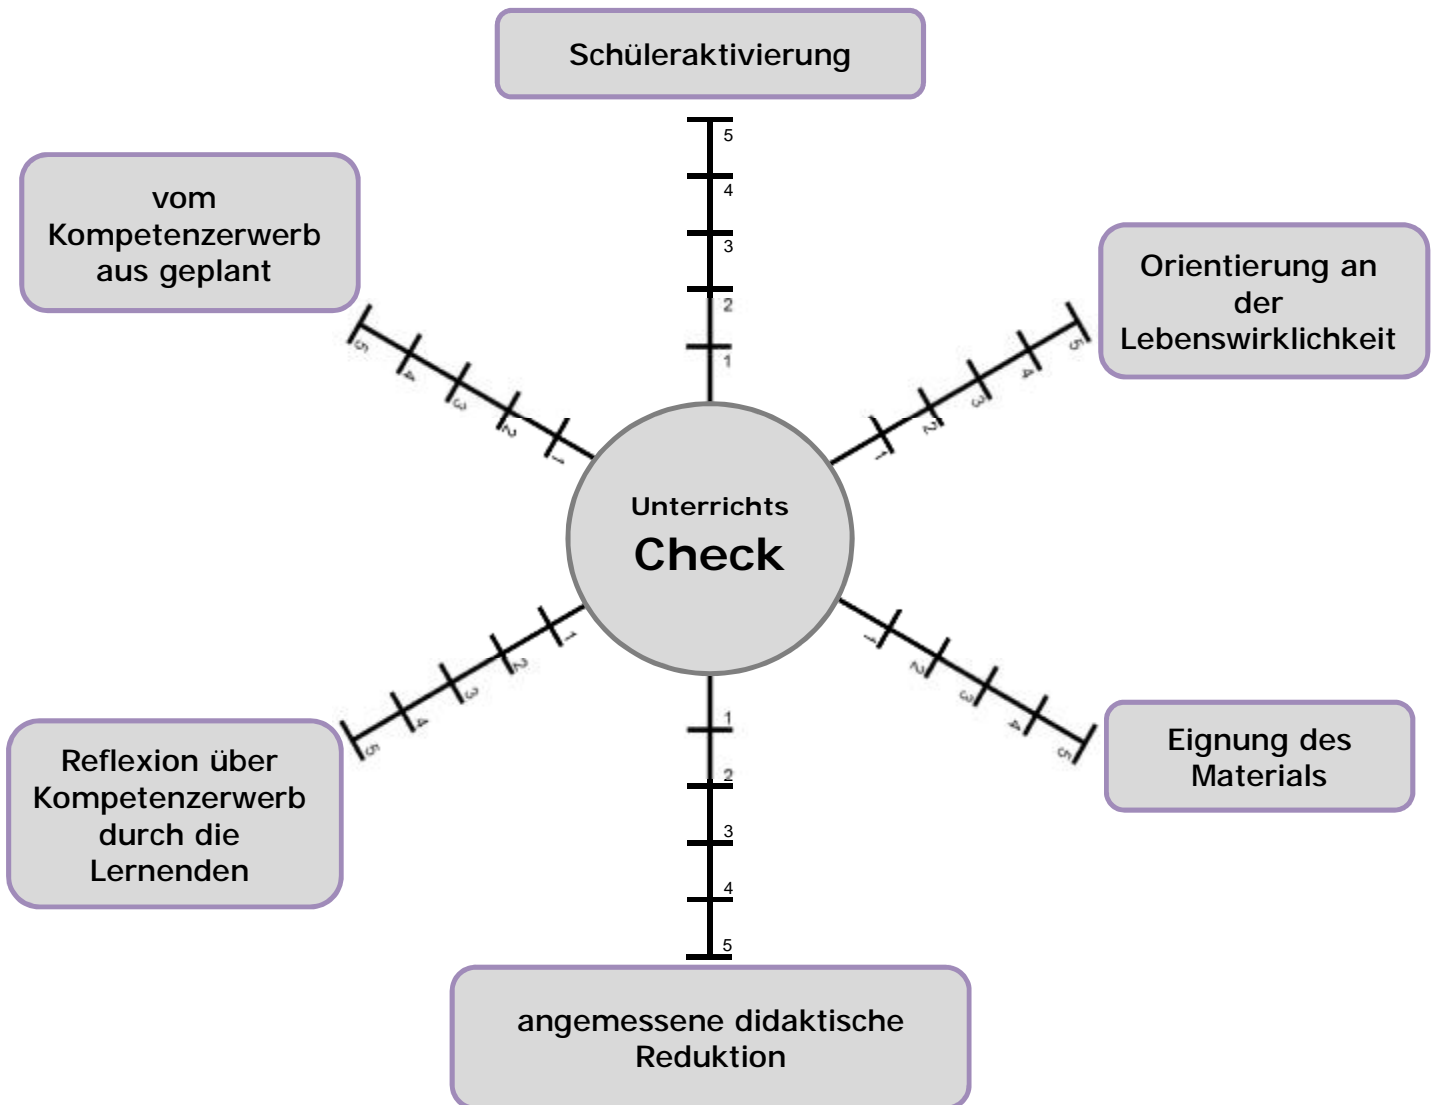 Schüleraktivierung
5
4
3
2
1
vom
Kompetenzerwerb
aus geplant
5
4
3
2
1
Orientierung an
der
Lebenswirklichkeit
5
4
3
2
1
Unterrichts
Check
1
2
3
4
5
Reflexion über
Kompetenzerwerb
durch die
Lernenden
1
2
3
4
5
Eignung des
Materials
1
2
3
4
5
angemessene didaktische
Reduktion